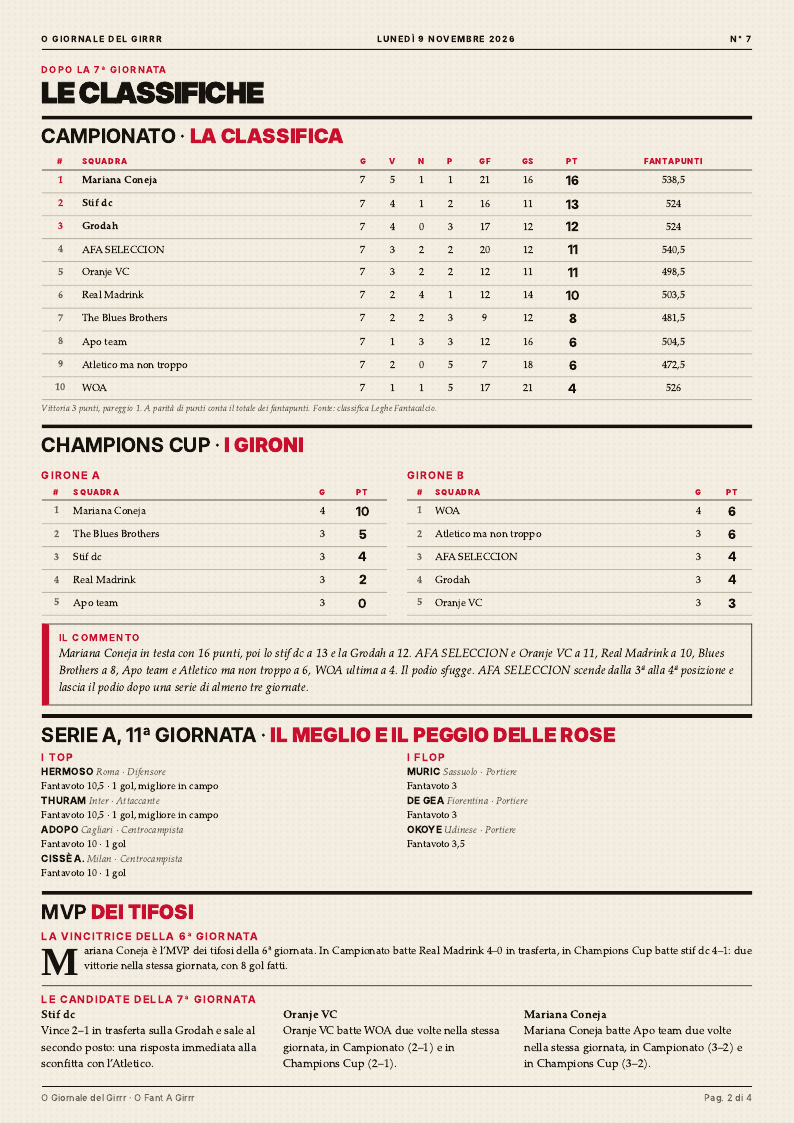 O GIORNALE DEL GIRRR LUNEDÌ 9 NOVEMBRE 2026 N° 7
DOPO LA 7ª GIORNATA
LE CLASSIFICHE
CAMPIONATO · LA CLASSIFICA
# SQUADRA G V N P GF GS PT FANTAPUNTI
1 Mariana Coneja 7 5 1 1 21 16 16 538,5
2 Stif dc 7 4 1 2 16 11 13 524
3 Grodah 7 4 0 3 17 12 12 524
4 AFA SELECCION 7 3 2 2 20 12 11 540,5
5 Oranje VC 7 3 2 2 12 11 11 498,5
6 Real Madrink 7 2 4 1 12 14 10 503,5
7 The Blues Brothers 7 2 2 3 9 12 8 481,5
8 Apo team 7 1 3 3 12 16 6 504,5
9 Atletico ma non troppo 7 2 0 5 7 18 6 472,5
10 WOA 7 1 1 5 17 21 4 526
Vittoria 3 punti, pareggio 1. A parità di punti conta il totale dei fantapunti. Fonte: classifica Leghe Fantacalcio.
CHAMPIONS CUP · I GIRONI
GIRONE A
# SQUADRA G PT
1 Mariana Coneja 4 10
2 The Blues Brothers 3 5
3 Stif dc 3 4
4 Real Madrink 3 2
5 Apo team 3 0
GIRONE B
# SQUADRA G PT
1 WOA 4 6
2 Atletico ma non troppo 3 6
3 AFA SELECCION 3 4
4 Grodah 3 4
5 Oranje VC 3 3
IL COMMENTO
Mariana Coneja in testa con 16 punti, poi lo stif dc a 13 e la Grodah a 12. AFA SELECCION e Oranje VC a 11, Real Madrink a 10, Blues
Brothers a 8, Apo team e Atletico ma non troppo a 6, WOA ultima a 4. Il podio sfugge. AFA SELECCION scende dalla 3ª alla 4ª posizione e
lascia il podio dopo una serie di almeno tre giornate.
SERIE A, 11ª GIORNATA · IL MEGLIO E IL PEGGIO DELLE ROSE
I TOP
HERMOSO Roma · Difensore
Fantavoto 10,5 · 1 gol, migliore in campo
THURAM Inter · Attaccante
Fantavoto 10,5 · 1 gol, migliore in campo
ADOPO Cagliari · Centrocampista
Fantavoto 10 · 1 gol
CISSÈ A. Milan · Centrocampista
Fantavoto 10 · 1 gol
I FLOP
MURIC Sassuolo · Portiere
Fantavoto 3
DE GEA Fiorentina · Portiere
Fantavoto 3
OKOYE Udinese · Portiere
Fantavoto 3,5
MVP DEI TIFOSI
LA VINCITRICE DELLA 6ª GIORNATA
Mariana Coneja è l'MVP dei tifosi della 6ª giornata. In Campionato batte Real Madrink 4–0 in trasferta, in Champions Cup batte stif dc 4–1: due
vittorie nella stessa giornata, con 8 gol fatti.
LE CANDIDATE DELLA 7ª GIORNATA
Stif dc
Vince 2–1 in trasferta sulla Grodah e sale al
secondo posto: una risposta immediata alla
sconfitta con l'Atletico.
Oranje VC
Oranje VC batte WOA due volte nella stessa
giornata, in Campionato (2–1) e in
Champions Cup (2–1).
Mariana Coneja
Mariana Coneja batte Apo team due volte
nella stessa giornata, in Campionato (3–2) e
in Champions Cup (3–2).
O Giornale del Girrr · O Fant A Girrr Pag. 2 di 4